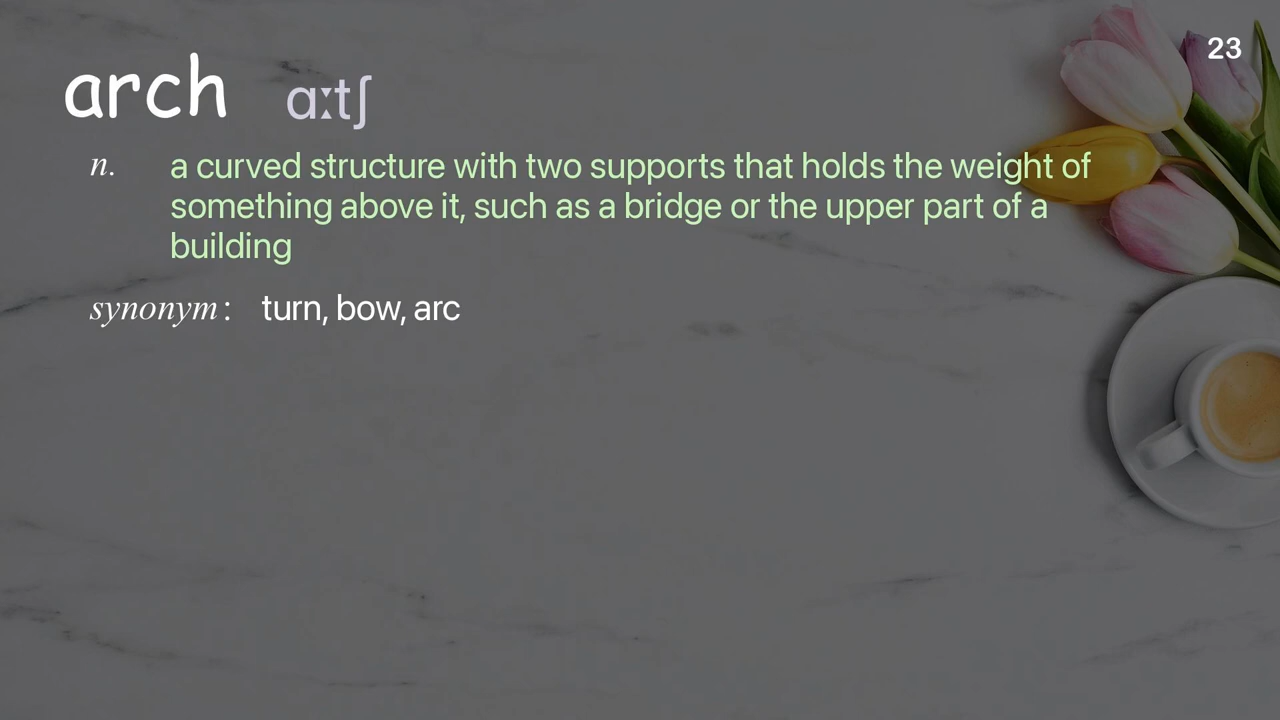 23
arch ɑːtʃ
n. a curved structure with two supports that holds the weight of
something above it, such as a bridge or the upper part of a
building
synonym: turn, bow, arc